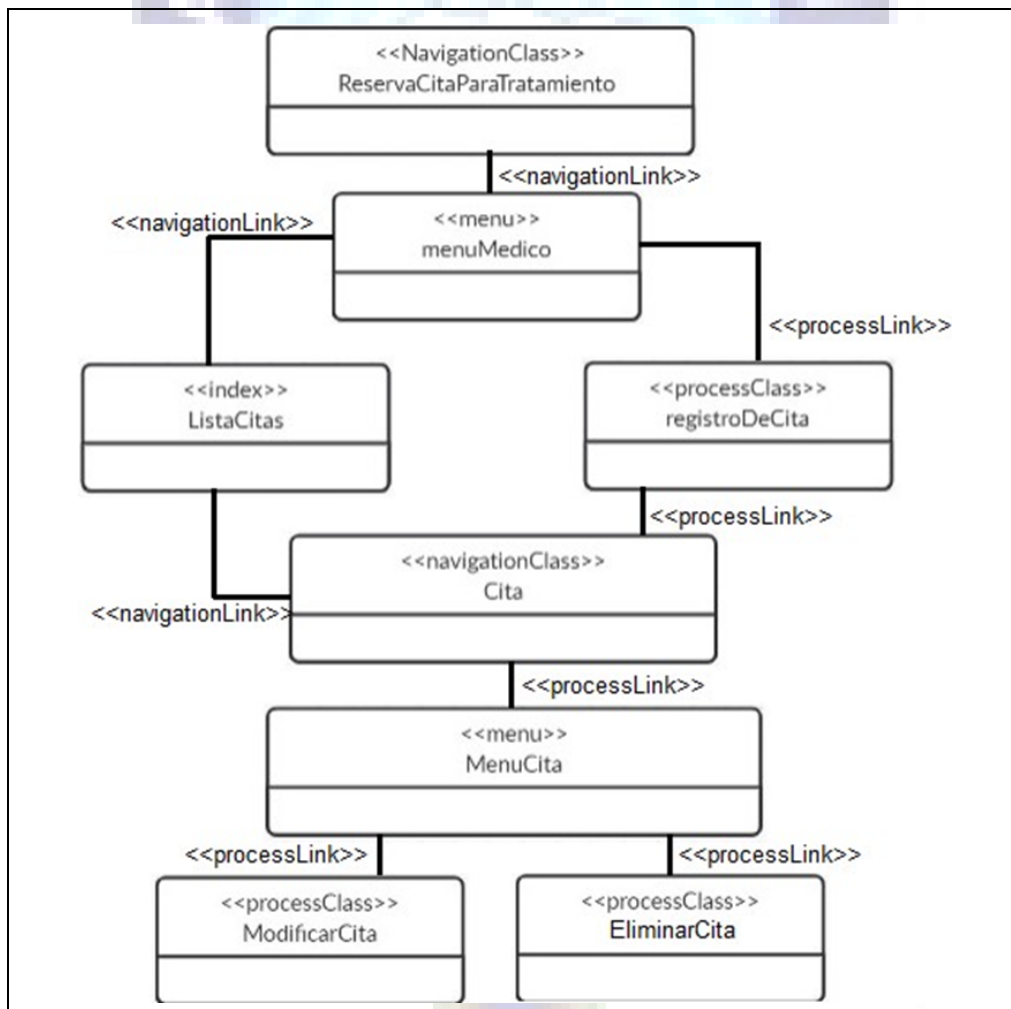 <<NavigationClass>>
ReservaCitaParaTratamiento
<<navigationLink>>
<<navigationLink>>
<<menu>>
menuMedico
<<processLink>>
<<index>>
ListaCitas
<<processClass>>
registroDeCita
<<processLink>>
<<navigationClass>>
Cita
<<navigationLink>>
<<processLink>>
<<menu>>
MenuCita
<<processLink>>
<<processLink>>
<<processClass>>
ModificarCita
<<processClass>>
EliminarCita